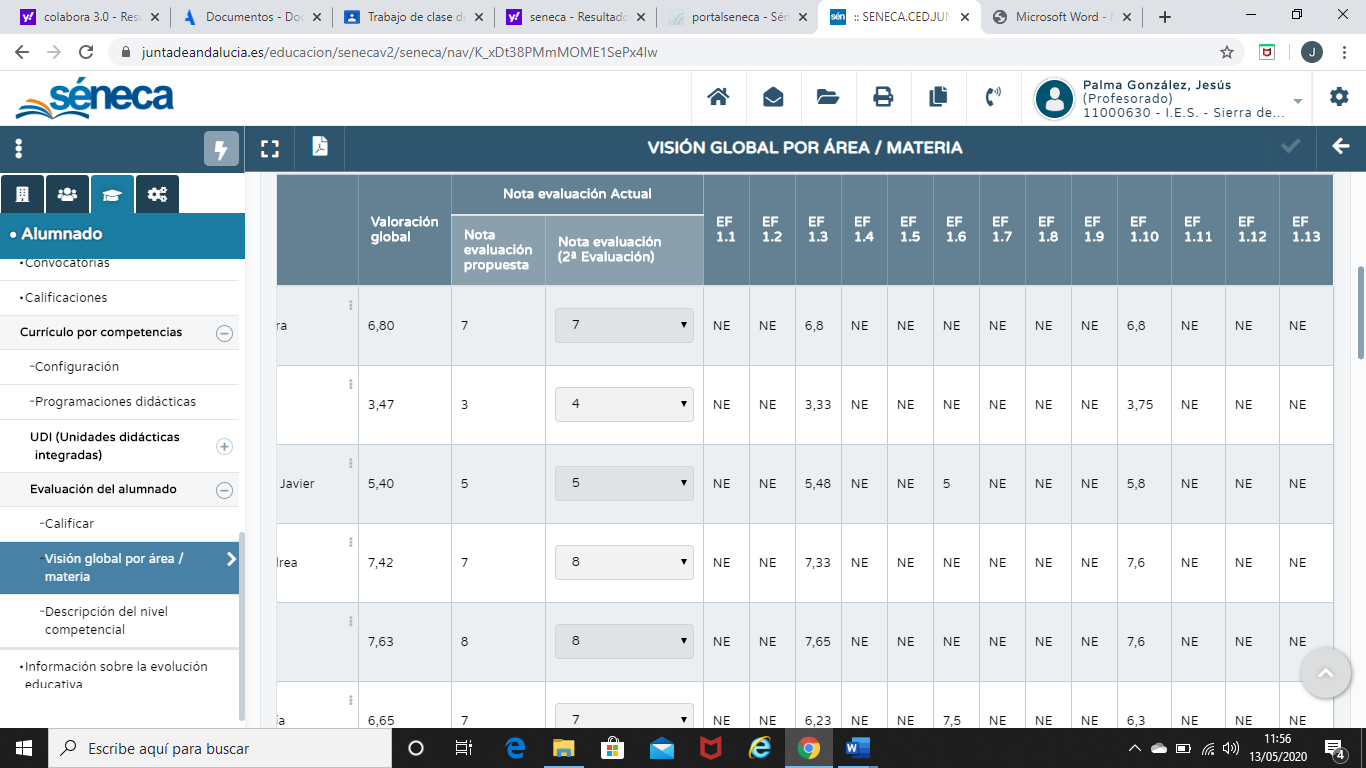 colabora 3.0 - Resu
Documentos - Doc
Trabajo de clase de
seneca - Resultado
portalseneca - Sén
:: SENECA.CED.JUN
Microsoft Word -
juntadeandalucia.es/educacion/senecav2/seneca/nav/K_xDt38PMmMOME1SePx4lw
J
séneca
Palma González, Jesús
(Profesorado)
11000630 - I.E.S. - Sierra de...
VISIÓN GLOBAL POR ÁREA / MATERIA
• Alumnado
•Convocatorias
•Calificaciones
Currículo por competencias
-Configuración
-Programaciones didácticas
UDI (Unidades didácticas
integradas)
Evaluación del alumnado
-Calificar
-Visión global por área /
materia
-Descripción del nivel
competencial
•Información sobre la evolución
educativa
Nota evaluación Actual
Valoración global Nota evaluación propuesta Nota evaluación (2ª Evaluación) EF 1.1 EF 1.2 EF 1.3 EF 1.4 EF 1.5 EF 1.6 EF 1.7 EF 1.8 EF 1.9 EF 1.10 EF 1.11 EF 1.12 EF 1.13
ra 6,80 7 7 NE NE 6,8 NE NE NE NE NE NE 6,8 NE NE NE
3,47 3 4 NE NE 3,33 NE NE NE NE NE NE 3,75 NE NE NE
Javier 5,40 5 5 NE NE 5,48 NE NE 5 NE NE NE 5,8 NE NE NE
rea 7,42 7 8 NE NE 7,33 NE NE NE NE NE NE 7,6 NE NE NE
7,63 8 8 NE NE 7,65 NE NE NE NE NE NE 7,6 NE NE NE
ía 6,65 7 7 NE NE 6,23 NE NE 7,5 NE NE NE 6,3 NE NE NE
Escribe aquí para buscar
11:56
13/05/2020
4